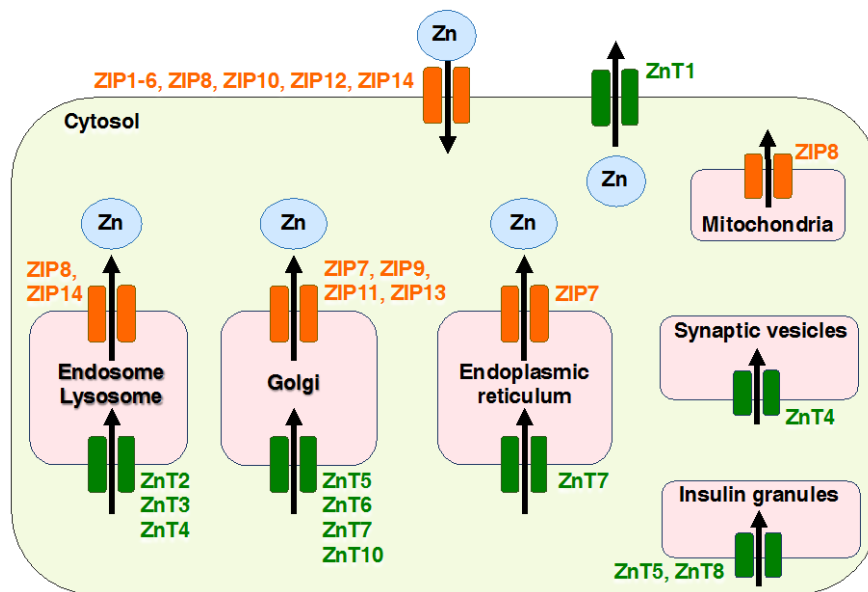 Zn
ZIP1-6, ZIP8, ZIP10, ZIP12, ZIP14
ZnT1
Cytosol
Zn
ZIP8
Mitochondria
Zn
Zn
Zn
ZIP8,
ZIP14
ZIP7, ZIP9,
ZIP11, ZIP13
ZIP7
Endosome
Lysosome
Golgi
Endoplasmic
reticulum
Synaptic vesicles
ZnT4
ZnT2
ZnT3
ZnT4
ZnT5
ZnT6
ZnT7
ZnT10
ZnT7
Insulin granules
ZnT5, ZnT8